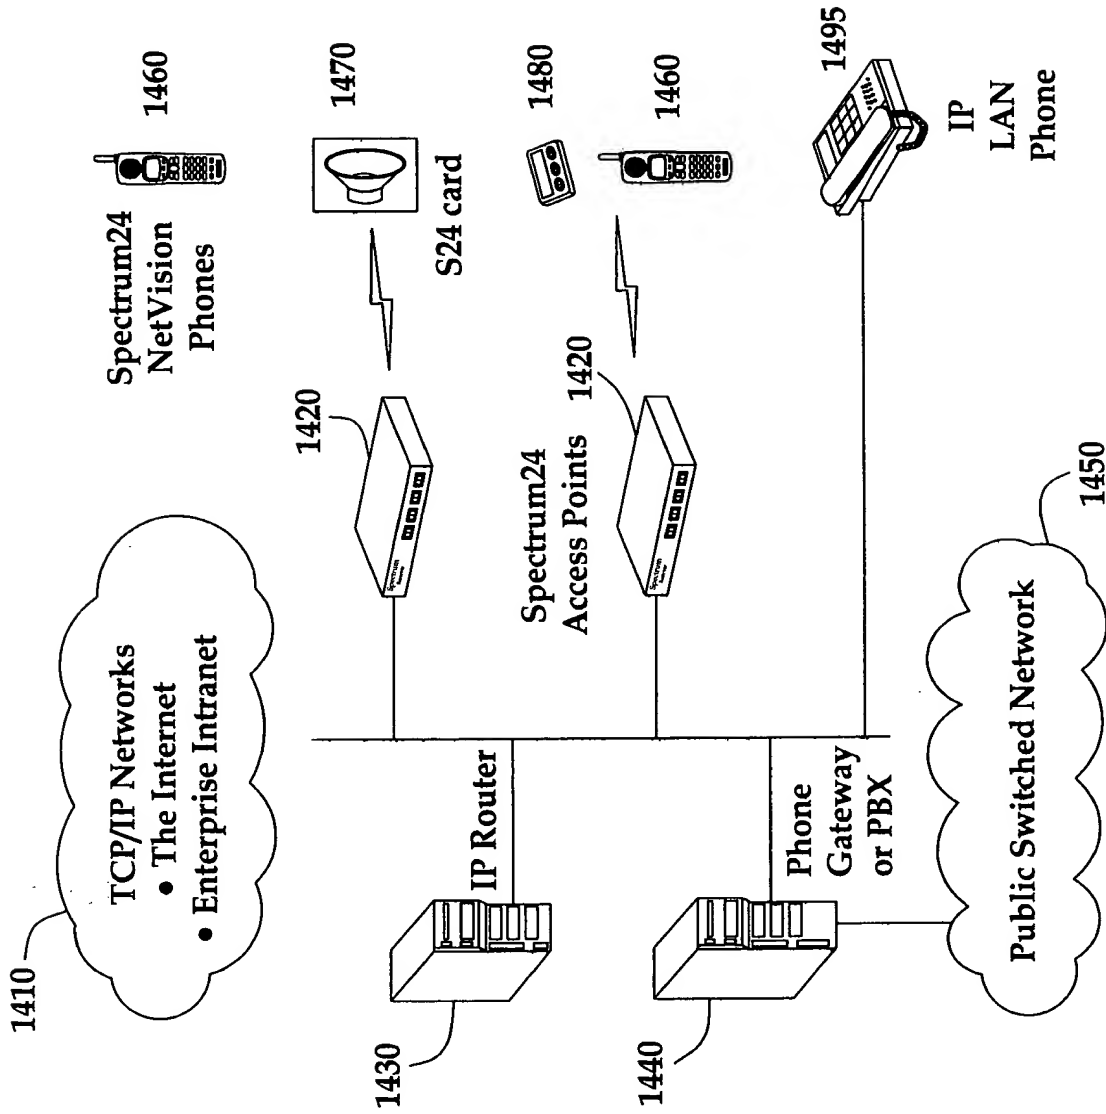 1410
TCP/IP Networks
• The Internet
• Enterprise Intranet
Spectrum24
NetVision
Phones
1460
1470
S24 card
1420
1430
IP Router
Spectrum24
Access Points
1420
1480
1460
Spectrum
Spectrum
1440
Phone
Gateway
or PBX
1495
IP
LAN
Phone
Public Switched Network
1450